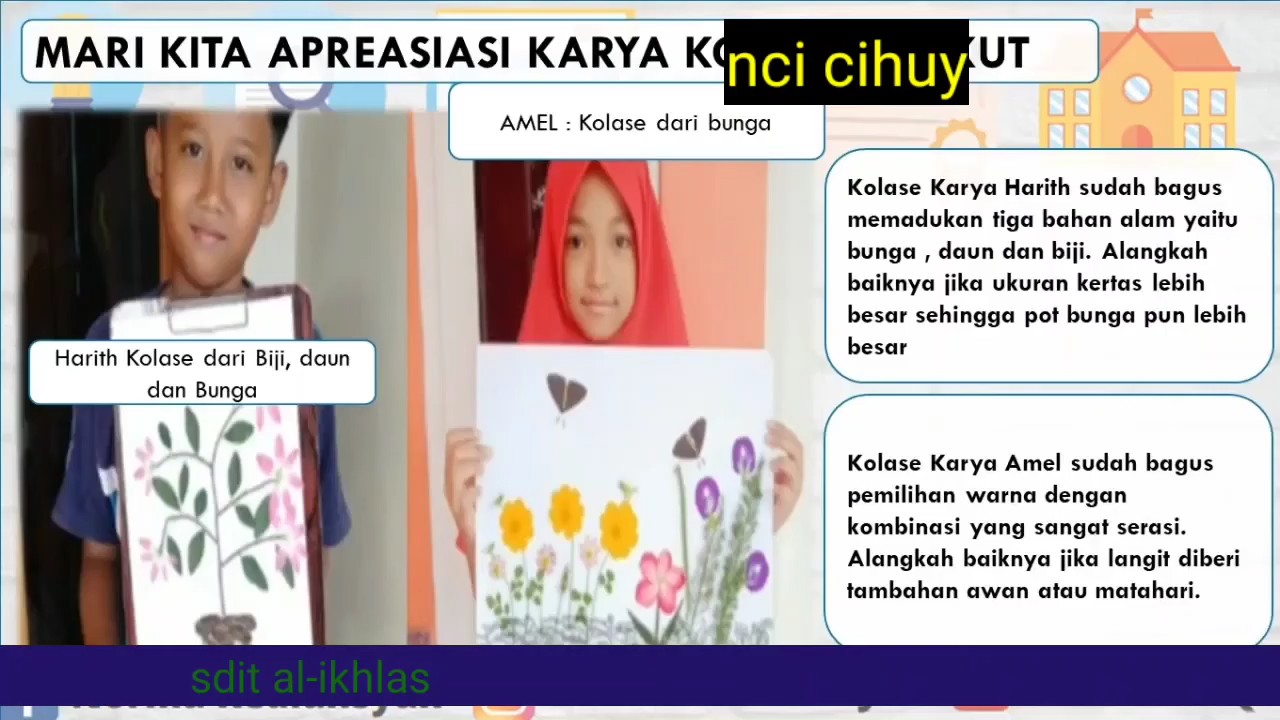 MARI KITA APREASIASI KARYA
nci cihuy
AMEL : Kolase dari bunga
Harith Kolase dari Biji, daun
dan Bunga
Kolase Karya Harith sudah bagus
memadukan tiga bahan alam yaitu
bunga , daun dan biji. Alangkah
baiknya jika ukuran kertas lebih
besar sehingga pot bunga pun lebih
besar
Kolase Karya Amel sudah bagus
pemilihan warna dengan
kombinasi yang sangat serasi.
Alangkah baiknya jika langit diberi
tambahan awan atau matahari.
sdit al-ikhlas